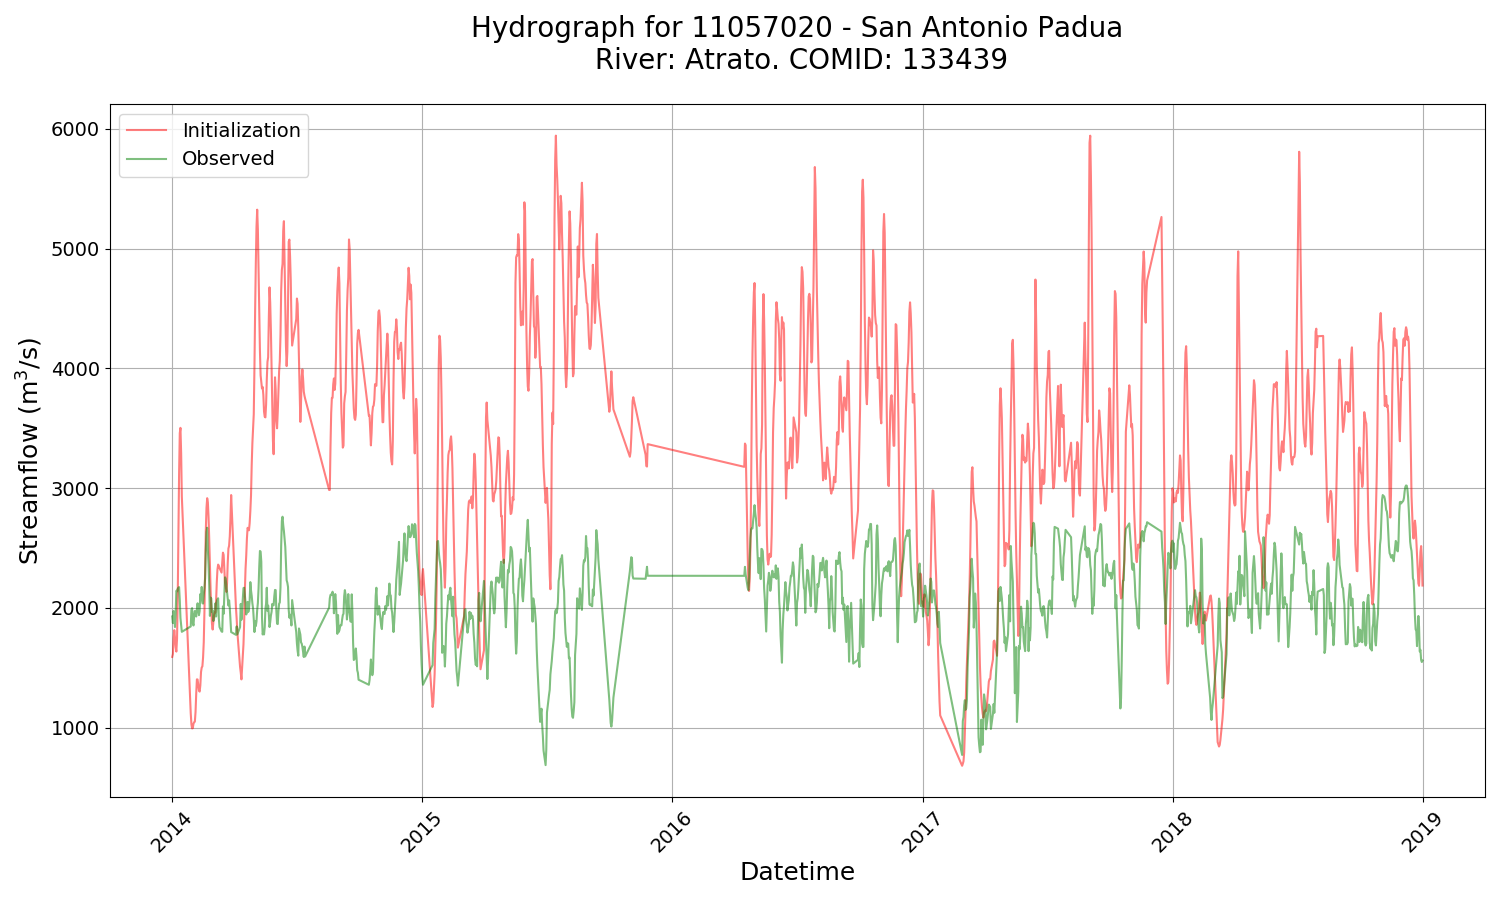 Hydrograph for 11057020 - San Antonio Padua
River: Atrato. COMID: 133439
Initialization
Observed
6000
5000
4000
3000
2000
1000
Streamflow (m³/s)
2014
2015
2016
2017
2018
2019
Datetime